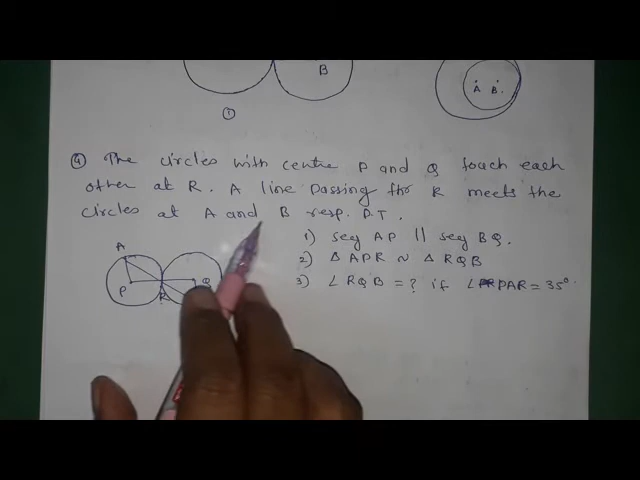 B
A B
①
④ The circles with centre P and Q touch each
other at R. A line passing thr R meets the
circles at A and B resp. P.T.
1) seg AP || seg BQ.
2) Δ APR ~ Δ RQB
3) ∠ RQB = ? if ∠ PAR = 35°.
A
P
R
Q